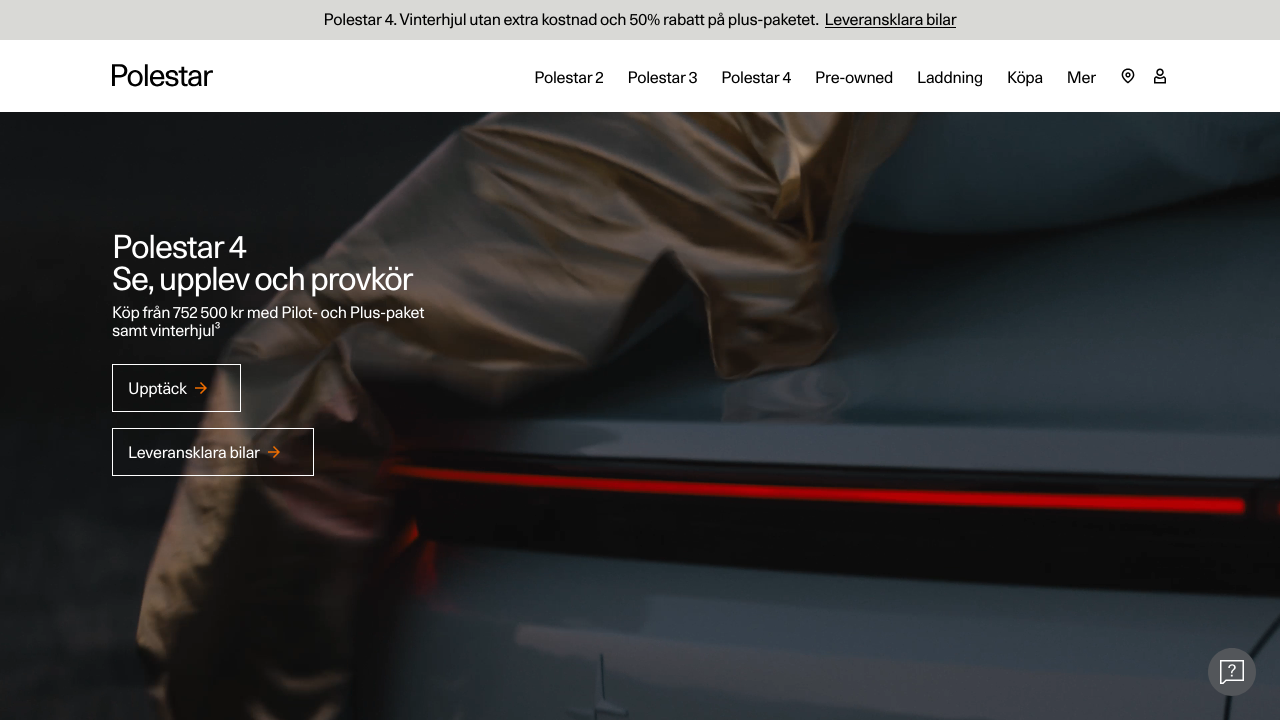 Polestar 4. Vinterhjul utan extra kostnad och 50% rabatt på plus-paketet. Leveransklara bilar
Polestar
Polestar 2
Polestar 3
Polestar 4
Pre-owned
Laddning
Köpa
Mer
Polestar 4
Se, upplev och provkör
Köp från 752 500 kr med Pilot- och Plus-paket
samt vinterhjul³
Upptäck
Leveransklara bilar